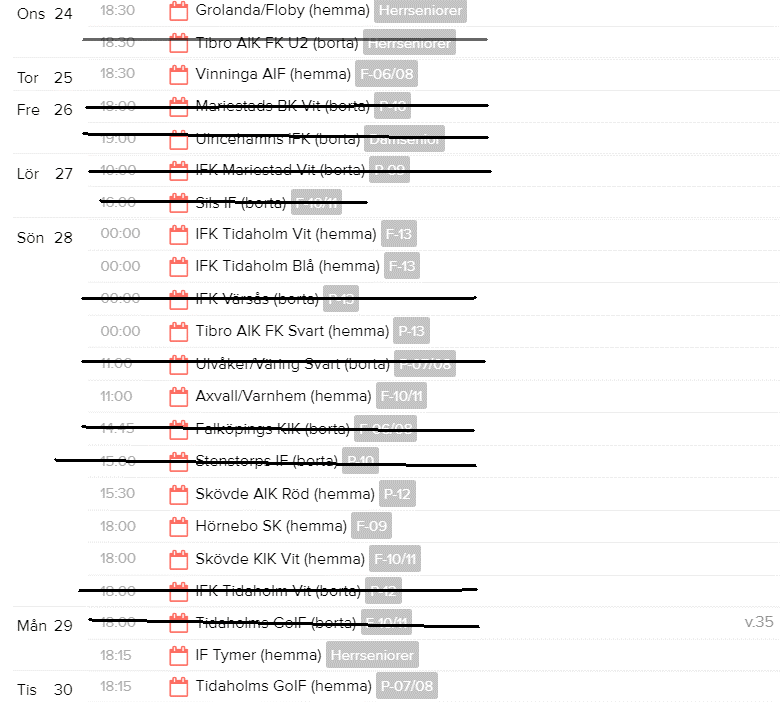 Ons 24 18:30 Grolanda/Floby (hemma) Herrseniorer
18:30 Tibro AIK FK U2 (borta) Herrseniorer
Tor 25 18:30 Vinninga AIF (hemma) F-06/08
Fre 26 18:00 Mariestads BK Vit (borta)
19:00 Ulricehamns IFK (borta) Damsenior
Lör 27 10:00 IFK Mariestad Vit (borta)
16:00 Sils IF (borta) F-10/11
Sön 28 00:00 IFK Tidaholm Vit (hemma) F-13
00:00 IFK Tidaholm Blå (hemma) F-13
00:00 IFK Värsås (borta) P-13
00:00 Tibro AIK FK Svart (hemma) P-13
11:00 Ulvåker/Väring Svart (borta) P-07/08
11:00 Axvall/Varnhem (hemma) F-10/11
14:45 Falköpings KIK (borta) F-06/08
15:00 Stenstorps IF (borta) P-10
15:30 Skövde AIK Röd (hemma) P-12
18:00 Hörnebo SK (hemma) F-09
18:00 Skövde KIK Vit (hemma) F-10/11
18:00 IFK Tidaholm Vit (borta) P-12
Mån 29 18:00 Tidaholms GoIF (borta) F-10/11 v.35
18:15 IF Tymer (hemma) Herrseniorer
Tis 30 18:15 Tidaholms GoIF (hemma) P-07/08